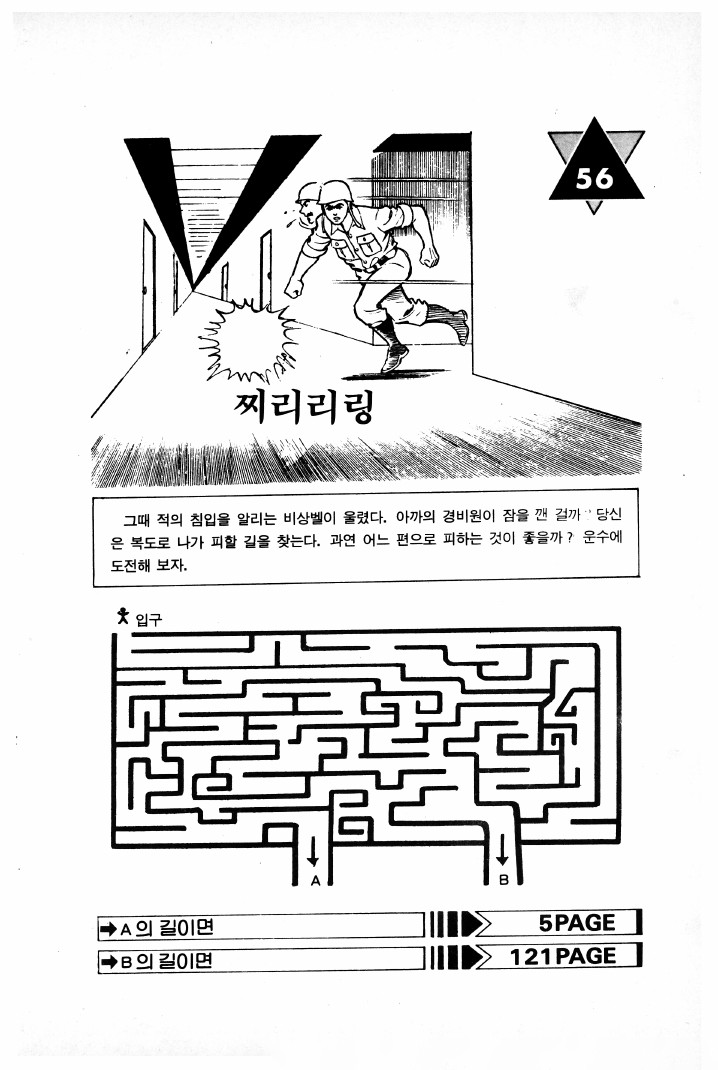 56
찌리리링
그때 적의 침입을 알리는 비상벨이 울렸다. 아까의 경비원이 잠을 깬 걸까? 당신
은 복도로 나가 피할 길을 찾는다. 과연 어느 편으로 피하는 것이 좋을까? 운수에
도전해 보자.
입구
A
B
➔A의 길이면 5PAGE
➔B의 길이면 121PAGE